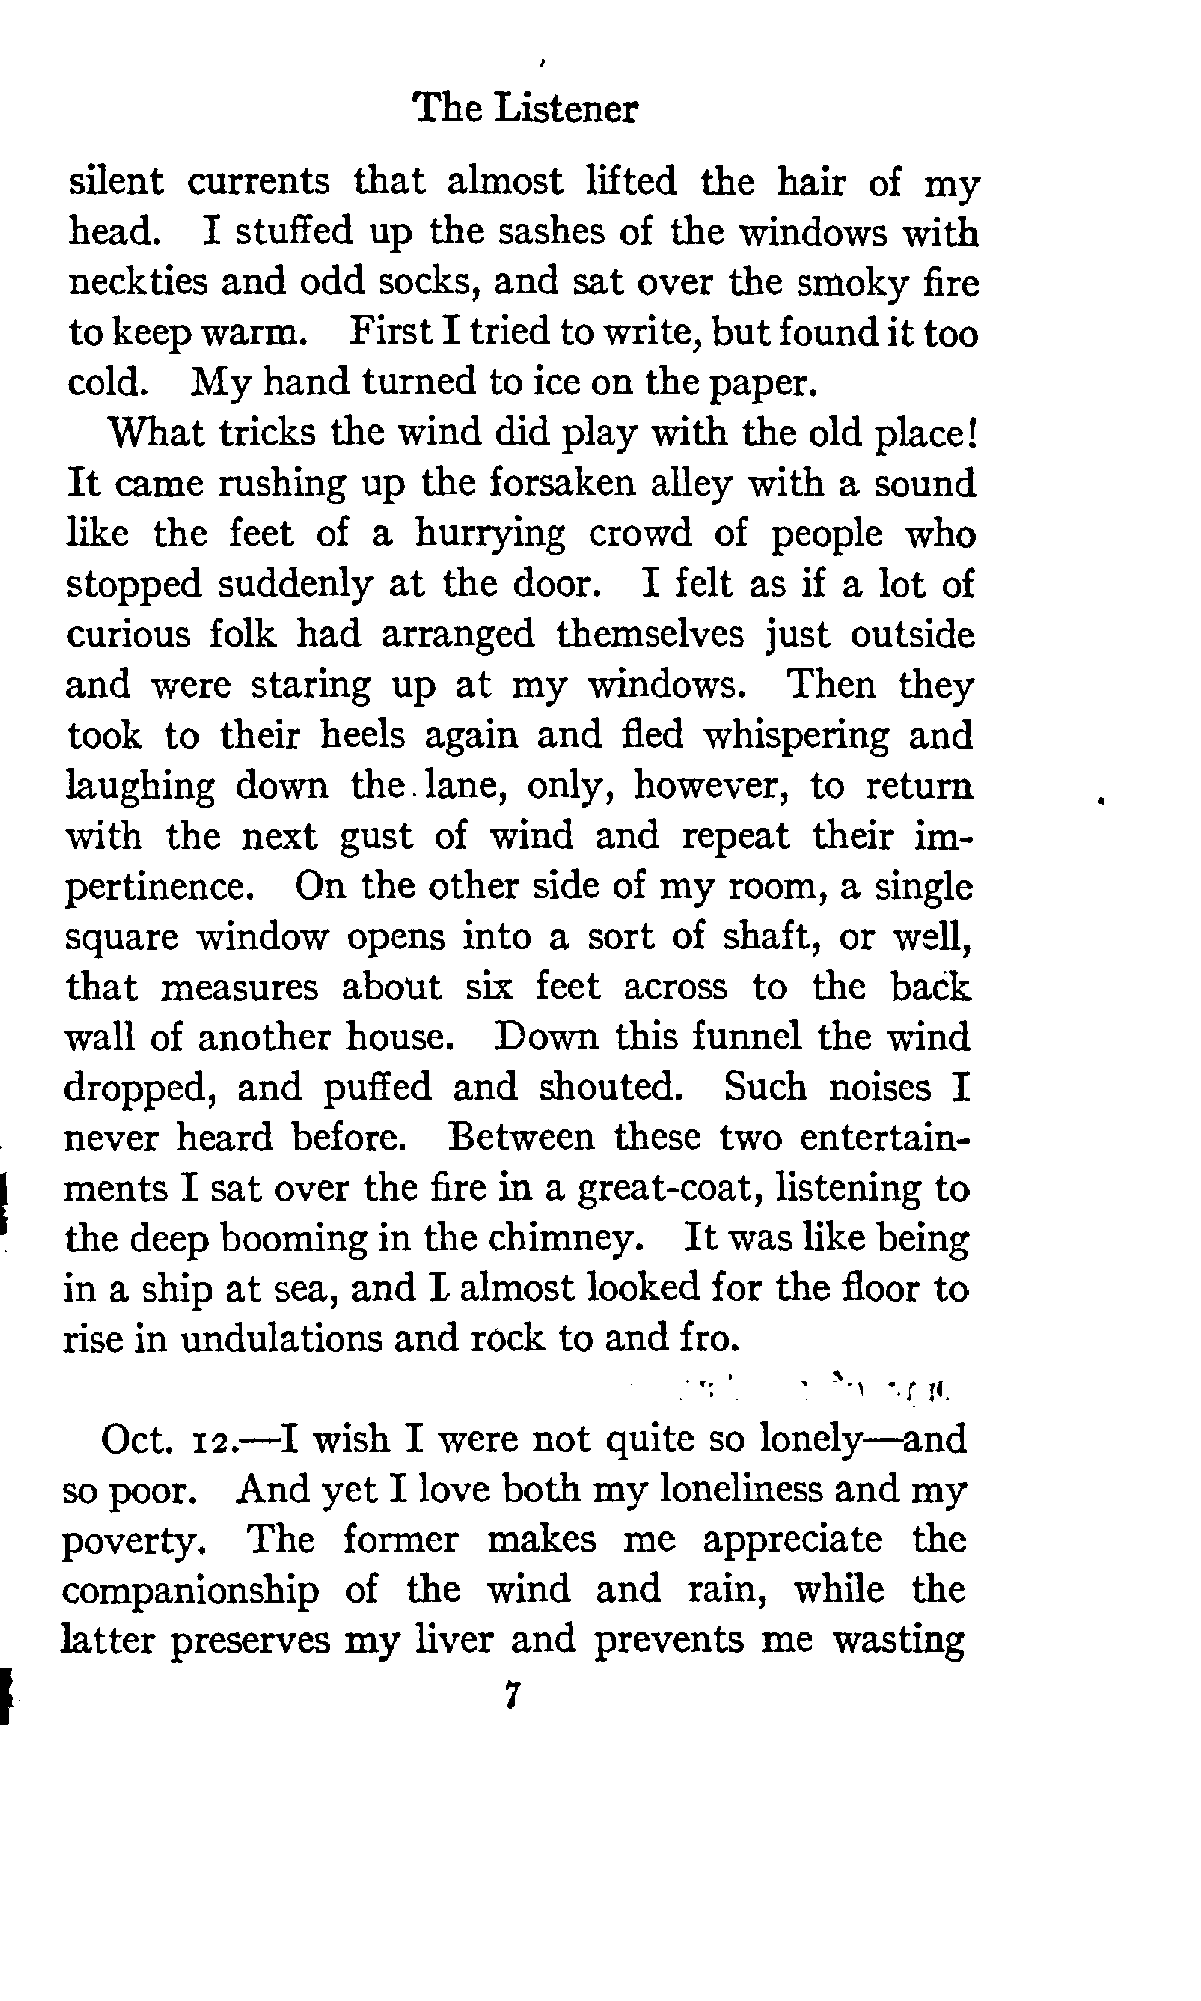 The Listener
silent currents that almost lifted the hair of my
head. I stuffed up the sashes of the windows with
neckties and odd socks, and sat over the smoky fire
to keep warm. First I tried to write, but found it too
cold. My hand turned to ice on the paper.
What tricks the wind did play with the old place!
It came rushing up the forsaken alley with a sound
like the feet of a hurrying crowd of people who
stopped suddenly at the door. I felt as if a lot of
curious folk had arranged themselves just outside
and were staring up at my windows. Then they
took to their heels again and fled whispering and
laughing down the lane, only, however, to return
with the next gust of wind and repeat their im-
pertinence. On the other side of my room, a single
square window opens into a sort of shaft, or well,
that measures about six feet across to the back
wall of another house. Down this funnel the wind
dropped, and puffed and shouted. Such noises I
never heard before. Between these two entertain-
ments I sat over the fire in a great-coat, listening to
the deep booming in the chimney. It was like being
in a ship at sea, and I almost looked for the floor to
rise in undulations and rock to and fro.
Oct. 12.—I wish I were not quite so lonely—and
so poor. And yet I love both my loneliness and my
poverty. The former makes me appreciate the
companionship of the wind and rain, while the
latter preserves my liver and prevents me wasting
7